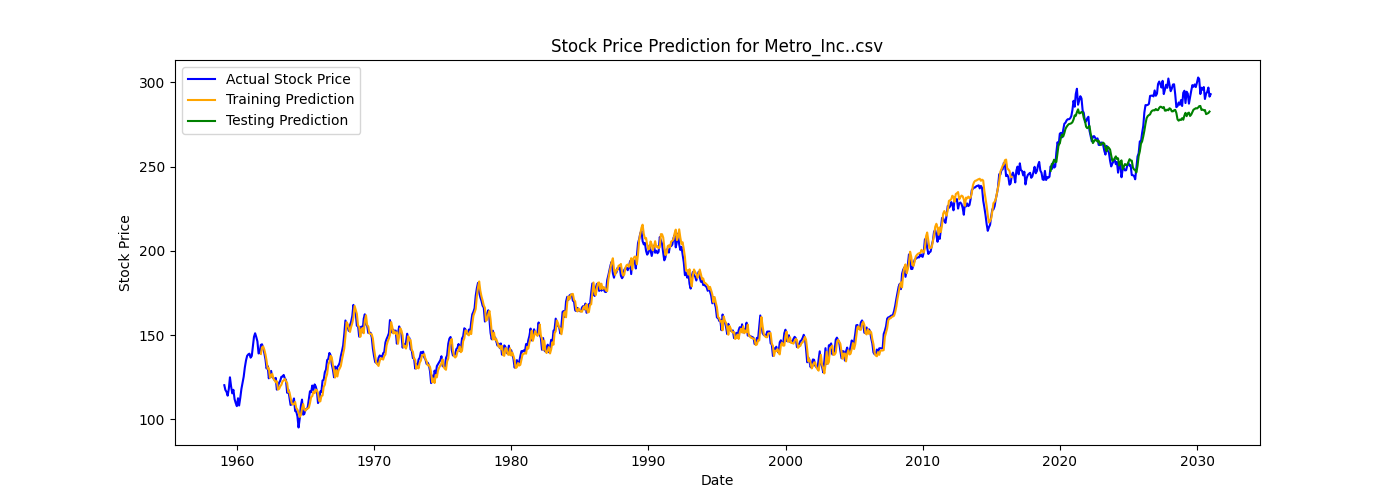 Stock Price Prediction for Metro_Inc..csv
Actual Stock Price
Training Prediction
Testing Prediction
Stock Price
300
250
200
150
100
1960 1970 1980 1990 2000 2010 2020 2030
Date